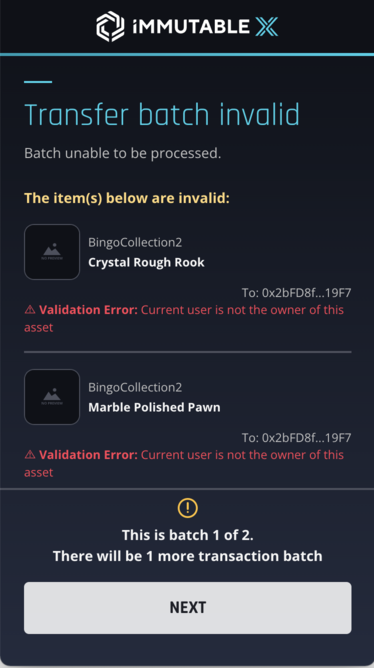 iMMUTABLE X
Transfer batch invalid
Batch unable to be processed.
The item(s) below are invalid:
BingoCollection2
Crystal Rough Rook
To: 0x2bFD8f...19F7
⚠ Validation Error: Current user is not the owner of this
asset
BingoCollection2
Marble Polished Pawn
To: 0x2bFD8f...19F7
⚠ Validation Error: Current user is not the owner of this
asset
This is batch 1 of 2.
There will be 1 more transaction batch
NEXT